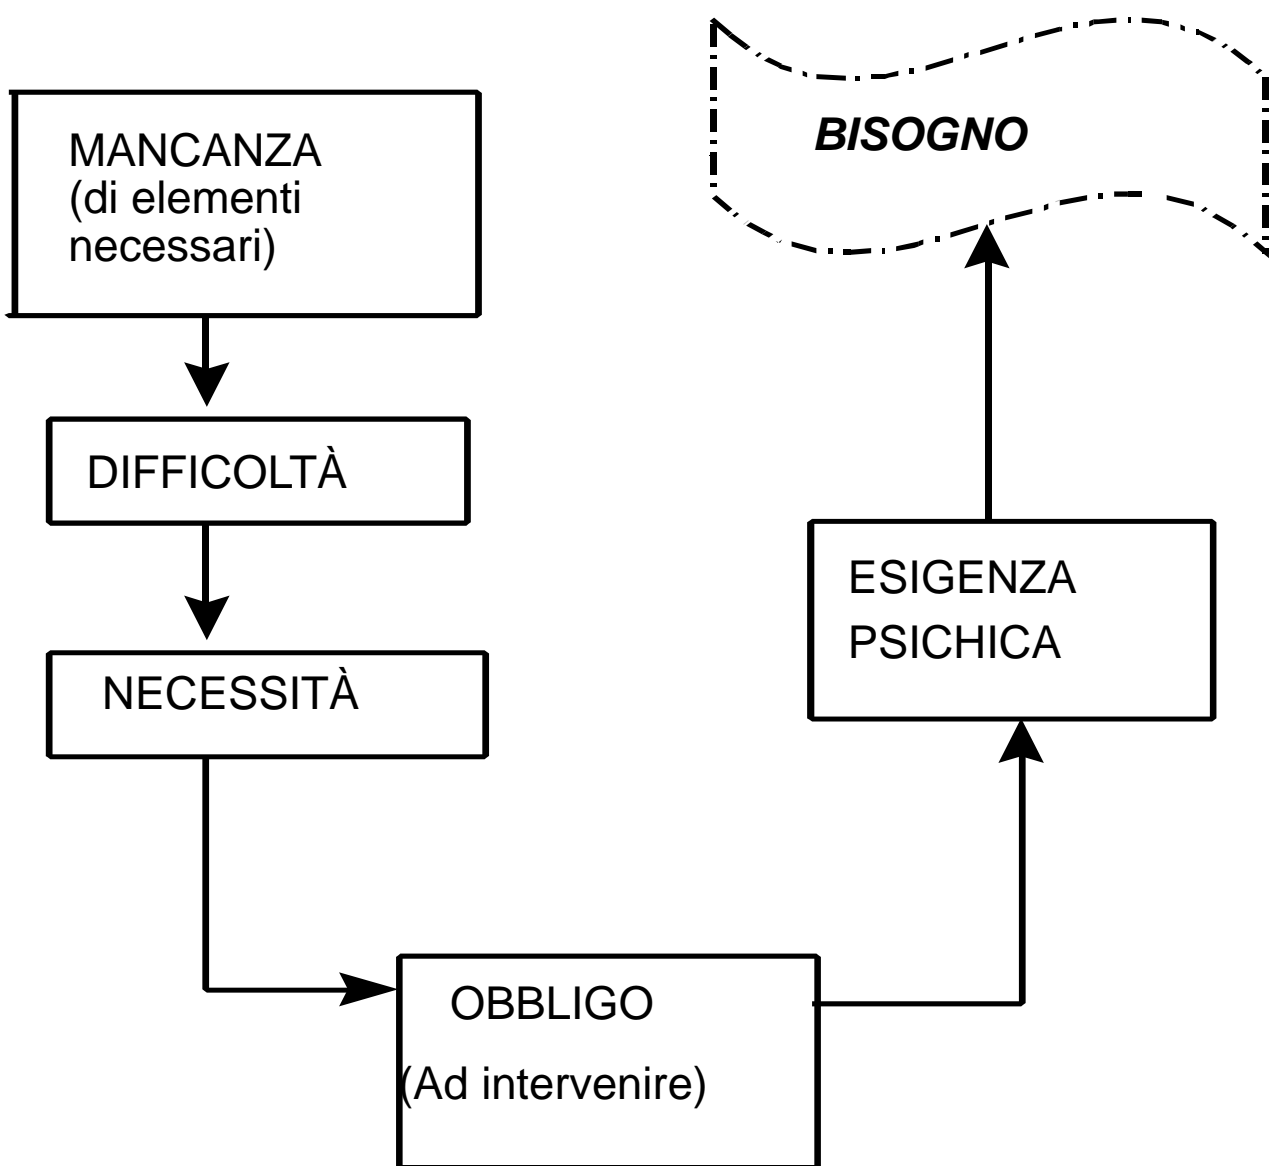 MANCANZA
(di elementi
necessari)
DIFFICOLTÀ
NECESSITÀ
OBBLIGO
(Ad intervenire)
ESIGENZA
PSICHICA
BISOGNO